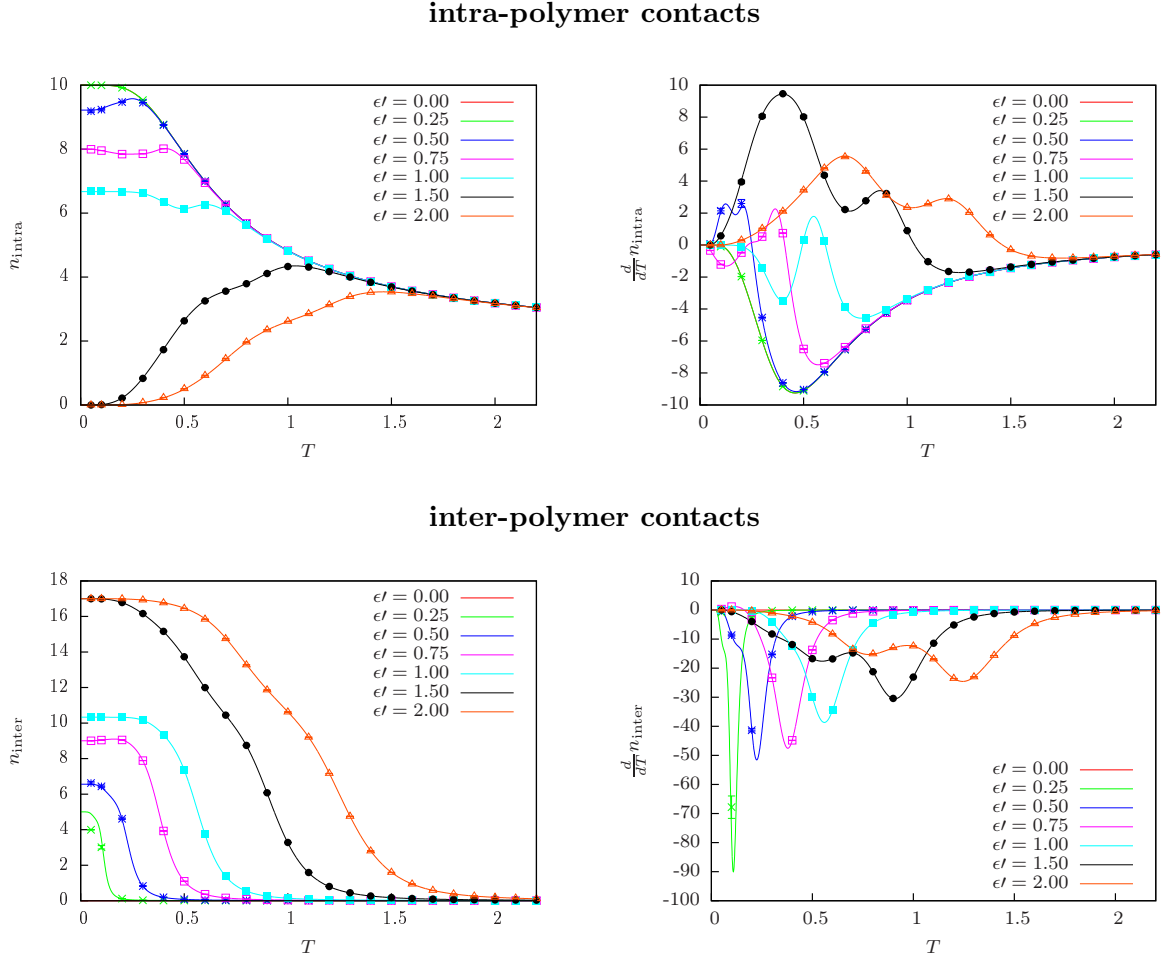 intra-polymer contacts
10
8
6
4
2
0
0
0.5
1
1.5
2
n_intra
T
ϵ′ = 0.00
ϵ′ = 0.25
ϵ′ = 0.50
ϵ′ = 0.75
ϵ′ = 1.00
ϵ′ = 1.50
ϵ′ = 2.00
10
8
6
4
2
0
-2
-4
-6
-8
-10
0
0.5
1
1.5
2
d/dT n_intra
T
ϵ′ = 0.00
ϵ′ = 0.25
ϵ′ = 0.50
ϵ′ = 0.75
ϵ′ = 1.00
ϵ′ = 1.50
ϵ′ = 2.00
inter-polymer contacts
18
16
14
12
10
8
6
4
2
0
0
0.5
1
1.5
2
n_inter
T
ϵ′ = 0.00
ϵ′ = 0.25
ϵ′ = 0.50
ϵ′ = 0.75
ϵ′ = 1.00
ϵ′ = 1.50
ϵ′ = 2.00
10
0
-10
-20
-30
-40
-50
-60
-70
-80
-90
-100
0
0.5
1
1.5
2
d/dT n_inter
T
ϵ′ = 0.00
ϵ′ = 0.25
ϵ′ = 0.50
ϵ′ = 0.75
ϵ′ = 1.00
ϵ′ = 1.50
ϵ′ = 2.00